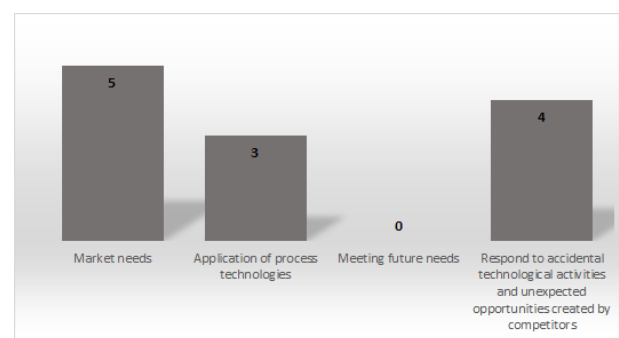 5
3
0
4
Market needs
Application of process
technologies
Meeting future needs
Respond to accidental
technological activities
and unexpected
opportunities created by
competitors